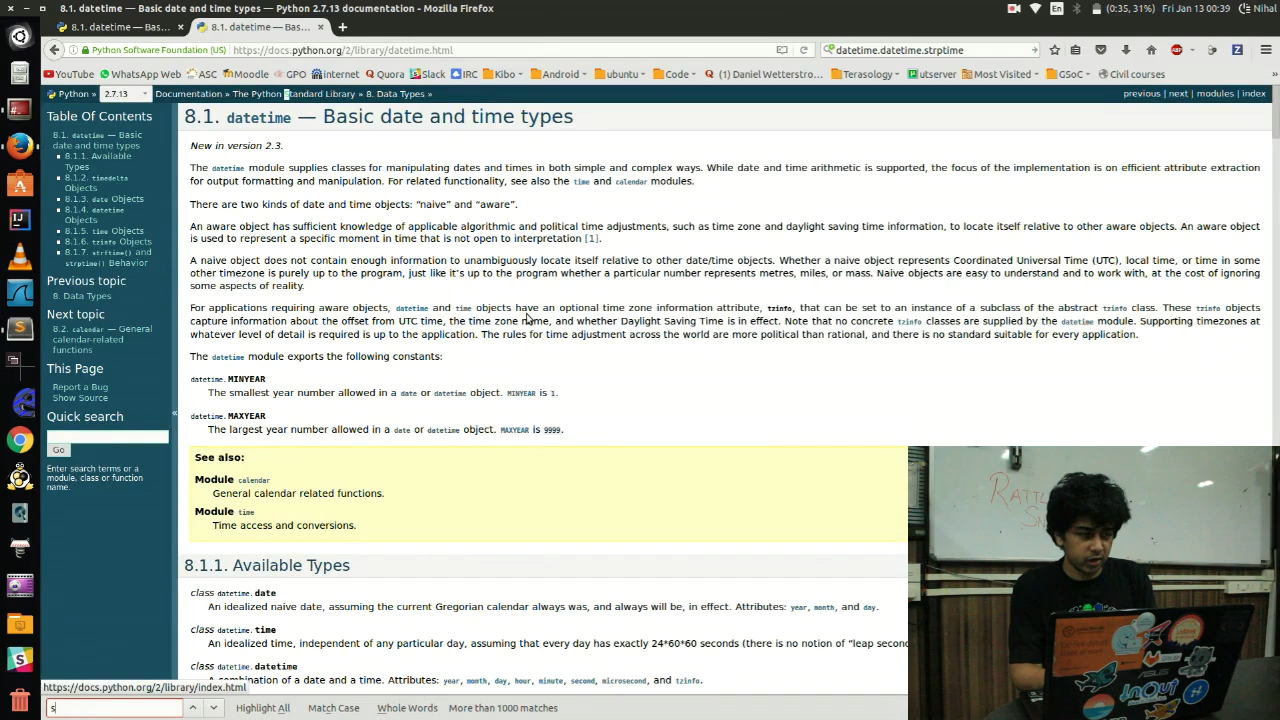 8.1. datetime — Basic date and time types — Python 2.7.13 documentation - Mozilla Firefox
En (0:35, 31%) Fri Jan 13 00:39 Nihal
8.1. datetime — Bas... × 8.1. datetime — Bas... ×
Python Software Foundation (US) https://docs.python.org/2/library/datetime.html datetime.datetime.strptime
YouTube WhatsApp Web ASC Moodle GPO internet Quora Slack IRC Kibo Android ubuntu Code (1) Daniel Wetterstro... Terasology utserver Most Visited GSoC Civil courses
Python » 2.7.13 Documentation » The Python Standard Library » 8. Data Types » previous | next | modules | index
Table Of Contents
8.1. datetime — Basic
date and time types
8.1.1. Available
Types
8.1.2. timedelta
Objects
8.1.3. date Objects
8.1.4. datetime
Objects
8.1.5. time Objects
8.1.6. tzinfo Objects
8.1.7. strftime() and
strptime() Behavior
Previous topic
8. Data Types
Next topic
8.2. calendar — General
calendar-related
functions
This Page
Report a Bug
Show Source
Quick search
Go
Enter search terms or a
module, class or function
name.
8.1. datetime — Basic date and time types
New in version 2.3.
The datetime module supplies classes for manipulating dates and times in both simple and complex ways. While date and time arithmetic is supported, the focus of the implementation is on efficient attribute extraction
for output formatting and manipulation. For related functionality, see also the time and calendar modules.
There are two kinds of date and time objects: “naive” and “aware”.
An aware object has sufficient knowledge of applicable algorithmic and political time adjustments, such as time zone and daylight saving time information, to locate itself relative to other aware objects. An aware object
is used to represent a specific moment in time that is not open to interpretation [1].
A naive object does not contain enough information to unambiguously locate itself relative to other date/time objects. Whether a naive object represents Coordinated Universal Time (UTC), local time, or time in some
other timezone is purely up to the program, just like it’s up to the program whether a particular number represents metres, miles, or mass. Naive objects are easy to understand and to work with, at the cost of ignoring
some aspects of reality.
For applications requiring aware objects, datetime and time objects have an optional time zone information attribute, tzinfo, that can be set to an instance of a subclass of the abstract tzinfo class. These tzinfo objects
capture information about the offset from UTC time, the time zone name, and whether Daylight Saving Time is in effect. Note that no concrete tzinfo classes are supplied by the datetime module. Supporting timezones at
whatever level of detail is required is up to the application. The rules for time adjustment across the world are more political than rational, and there is no standard suitable for every application.
The datetime module exports the following constants:
datetime.MINYEAR
The smallest year number allowed in a date or datetime object. MINYEAR is 1.
datetime.MAXYEAR
The largest year number allowed in a date or datetime object. MAXYEAR is 9999.
See also:
Module calendar
General calendar related functions.
Module time
Time access and conversions.
8.1.1. Available Types
class datetime.date
An idealized naive date, assuming the current Gregorian calendar always was, and always will be, in effect. Attributes: year, month, and day.
class datetime.time
An idealized time, independent of any particular day, assuming that every day has exactly 24*60*60 seconds (there is no notion of “leap secon
class datetime.datetime
A combination of a date and a time. Attributes: year, month, day, hour, minute, second, microsecond, and tzinfo.
https://docs.python.org/2/library/index.html
s Highlight All Match Case Whole Words More than 1000 matches